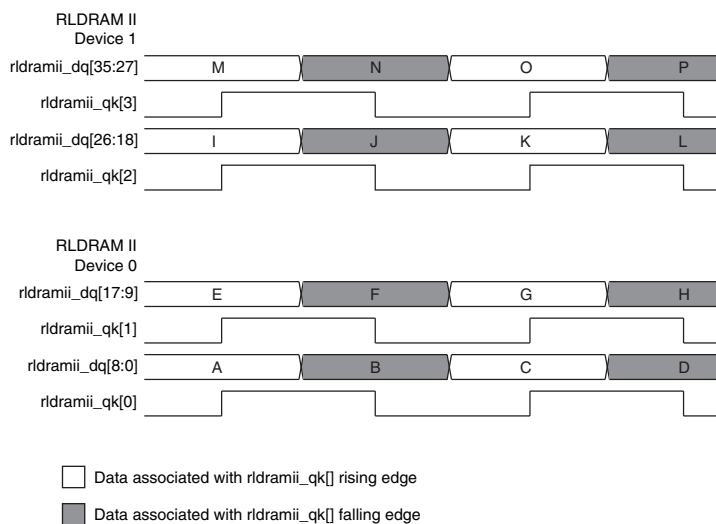 RLDRAM II
Device 1
rldramii_dq[35:27] M N O P
rldramii_qk[3]
rldramii_dq[26:18] I J K L
rldramii_qk[2]
RLDRAM II
Device 0
rldramii_dq[17:9] E F G H
rldramii_qk[1]
rldramii_dq[8:0] A B C D
rldramii_qk[0]
Data associated with rldramii_qk[] rising edge
Data associated with rldramii_qk[] falling edge